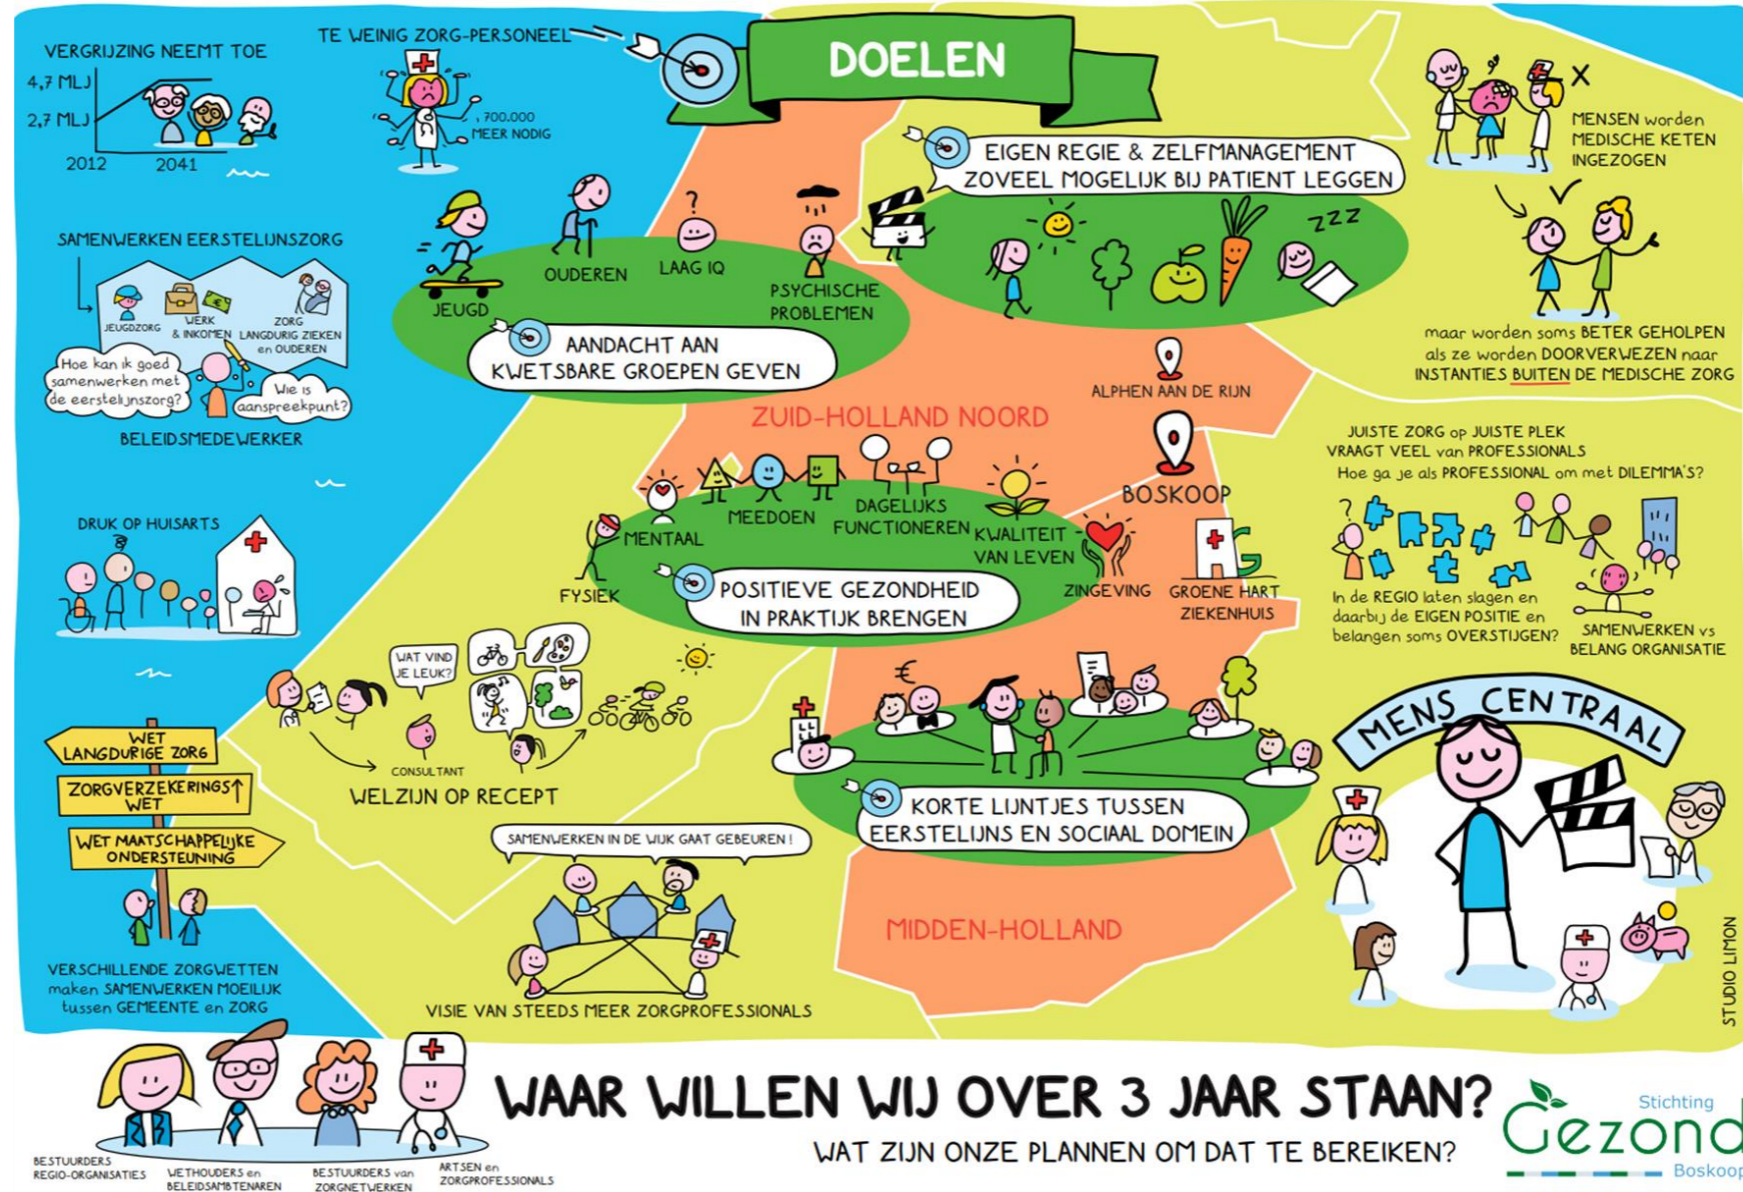 VERGRIJZING NEEMT TOE
4,7 MLJ
2,7 MLJ
2012
2041
TE WEINIG ZORG-PERSONEEL
, 700.000
MEER NODIG
DOELEN
EIGEN REGIE & ZELFMANAGEMENT
ZOVEEL MOGELIJK BIJ PATIENT LEGGEN
ZZZ
X
MENSEN worden
MEDISCHE KETEN
INGEZOGEN
maar worden soms BETER GEHOLPEN
als ze worden DOORVERWEZEN naar
INSTANTIES BUITEN DE MEDISCHE ZORG
SAMENWERKEN EERSTELIJNSZORG
JEUGDZORG
WERK
& INKOMEN
€
ZORG
LANGDURIG ZIEKEN
en OUDEREN
Hoe kan ik goed
samenwerken met
de eerstelijnszorg?
Wie is
aanspreekpunt?
BELEIDSMEDEWERKER
JEUGD
OUDEREN
?
LAAG IQ
PSYCHISCHE
PROBLEMEN
AANDACHT AAN
KWETSBARE GROEPEN GEVEN
ALPHEN AAN DE RIJN
ZUID-HOLLAND NOORD
BOSKOOP
JUISTE ZORG op JUISTE PLEK
VRAAGT VEEL van PROFESSIONALS
Hoe ga je als PROFESSIONAL om met DILEMMA'S?
?
In de REGIO laten slagen en
daarbij de EIGEN POSITIE en
belangen soms OVERSTIJGEN?
SAMENWERKEN vs
BELANG ORGANISATIE
DRUK OP HUISARTS
FYSIEK
MENTAAL
MEEDOEN
DAGELIJKS
FUNCTIONEREN
KWALITEIT
VAN LEVEN
ZINGEVING
H
G
GROENE HART
ZIEKENHUIS
POSITIEVE GEZONDHEID
IN PRAKTIJK BRENGEN
WAT VIND
JE LEUK?
CONSULTANT
WELZIJN OP RECEPT
€
KORTE LIJNTJES TUSSEN
EERSTELIJNS EN SOCIAAL DOMEIN
MENS CENTRAAL
WET
LANGDURIGE ZORG
ZORGVERZEKERINGS
WET
WET MAATSCHAPPELIJKE
ONDERSTEUNING
VERSCHILLENDE ZORGWETTEN
maken SAMENWERKEN MOEILIJK
tussen GEMEENTE en ZORG
SAMENWERKEN IN DE WIJK GAAT GEBEUREN!
VISIE VAN STEEDS MEER ZORGPROFESSIONALS
MIDDEN-HOLLAND
STUDIO LIMON
BESTUURDERS
REGIO-ORGANISATIES
WETHOUDERS en
BELEIDSAMBTENAREN
BESTUURDERS van
ZORGNETWERKEN
ARTSEN en
ZORGPROFESSIONALS
WAAR WILLEN WIJ OVER 3 JAAR STAAN?
WAT ZIJN ONZE PLANNEN OM DAT TE BEREIKEN?
Stichting
Gezond
Boskoop